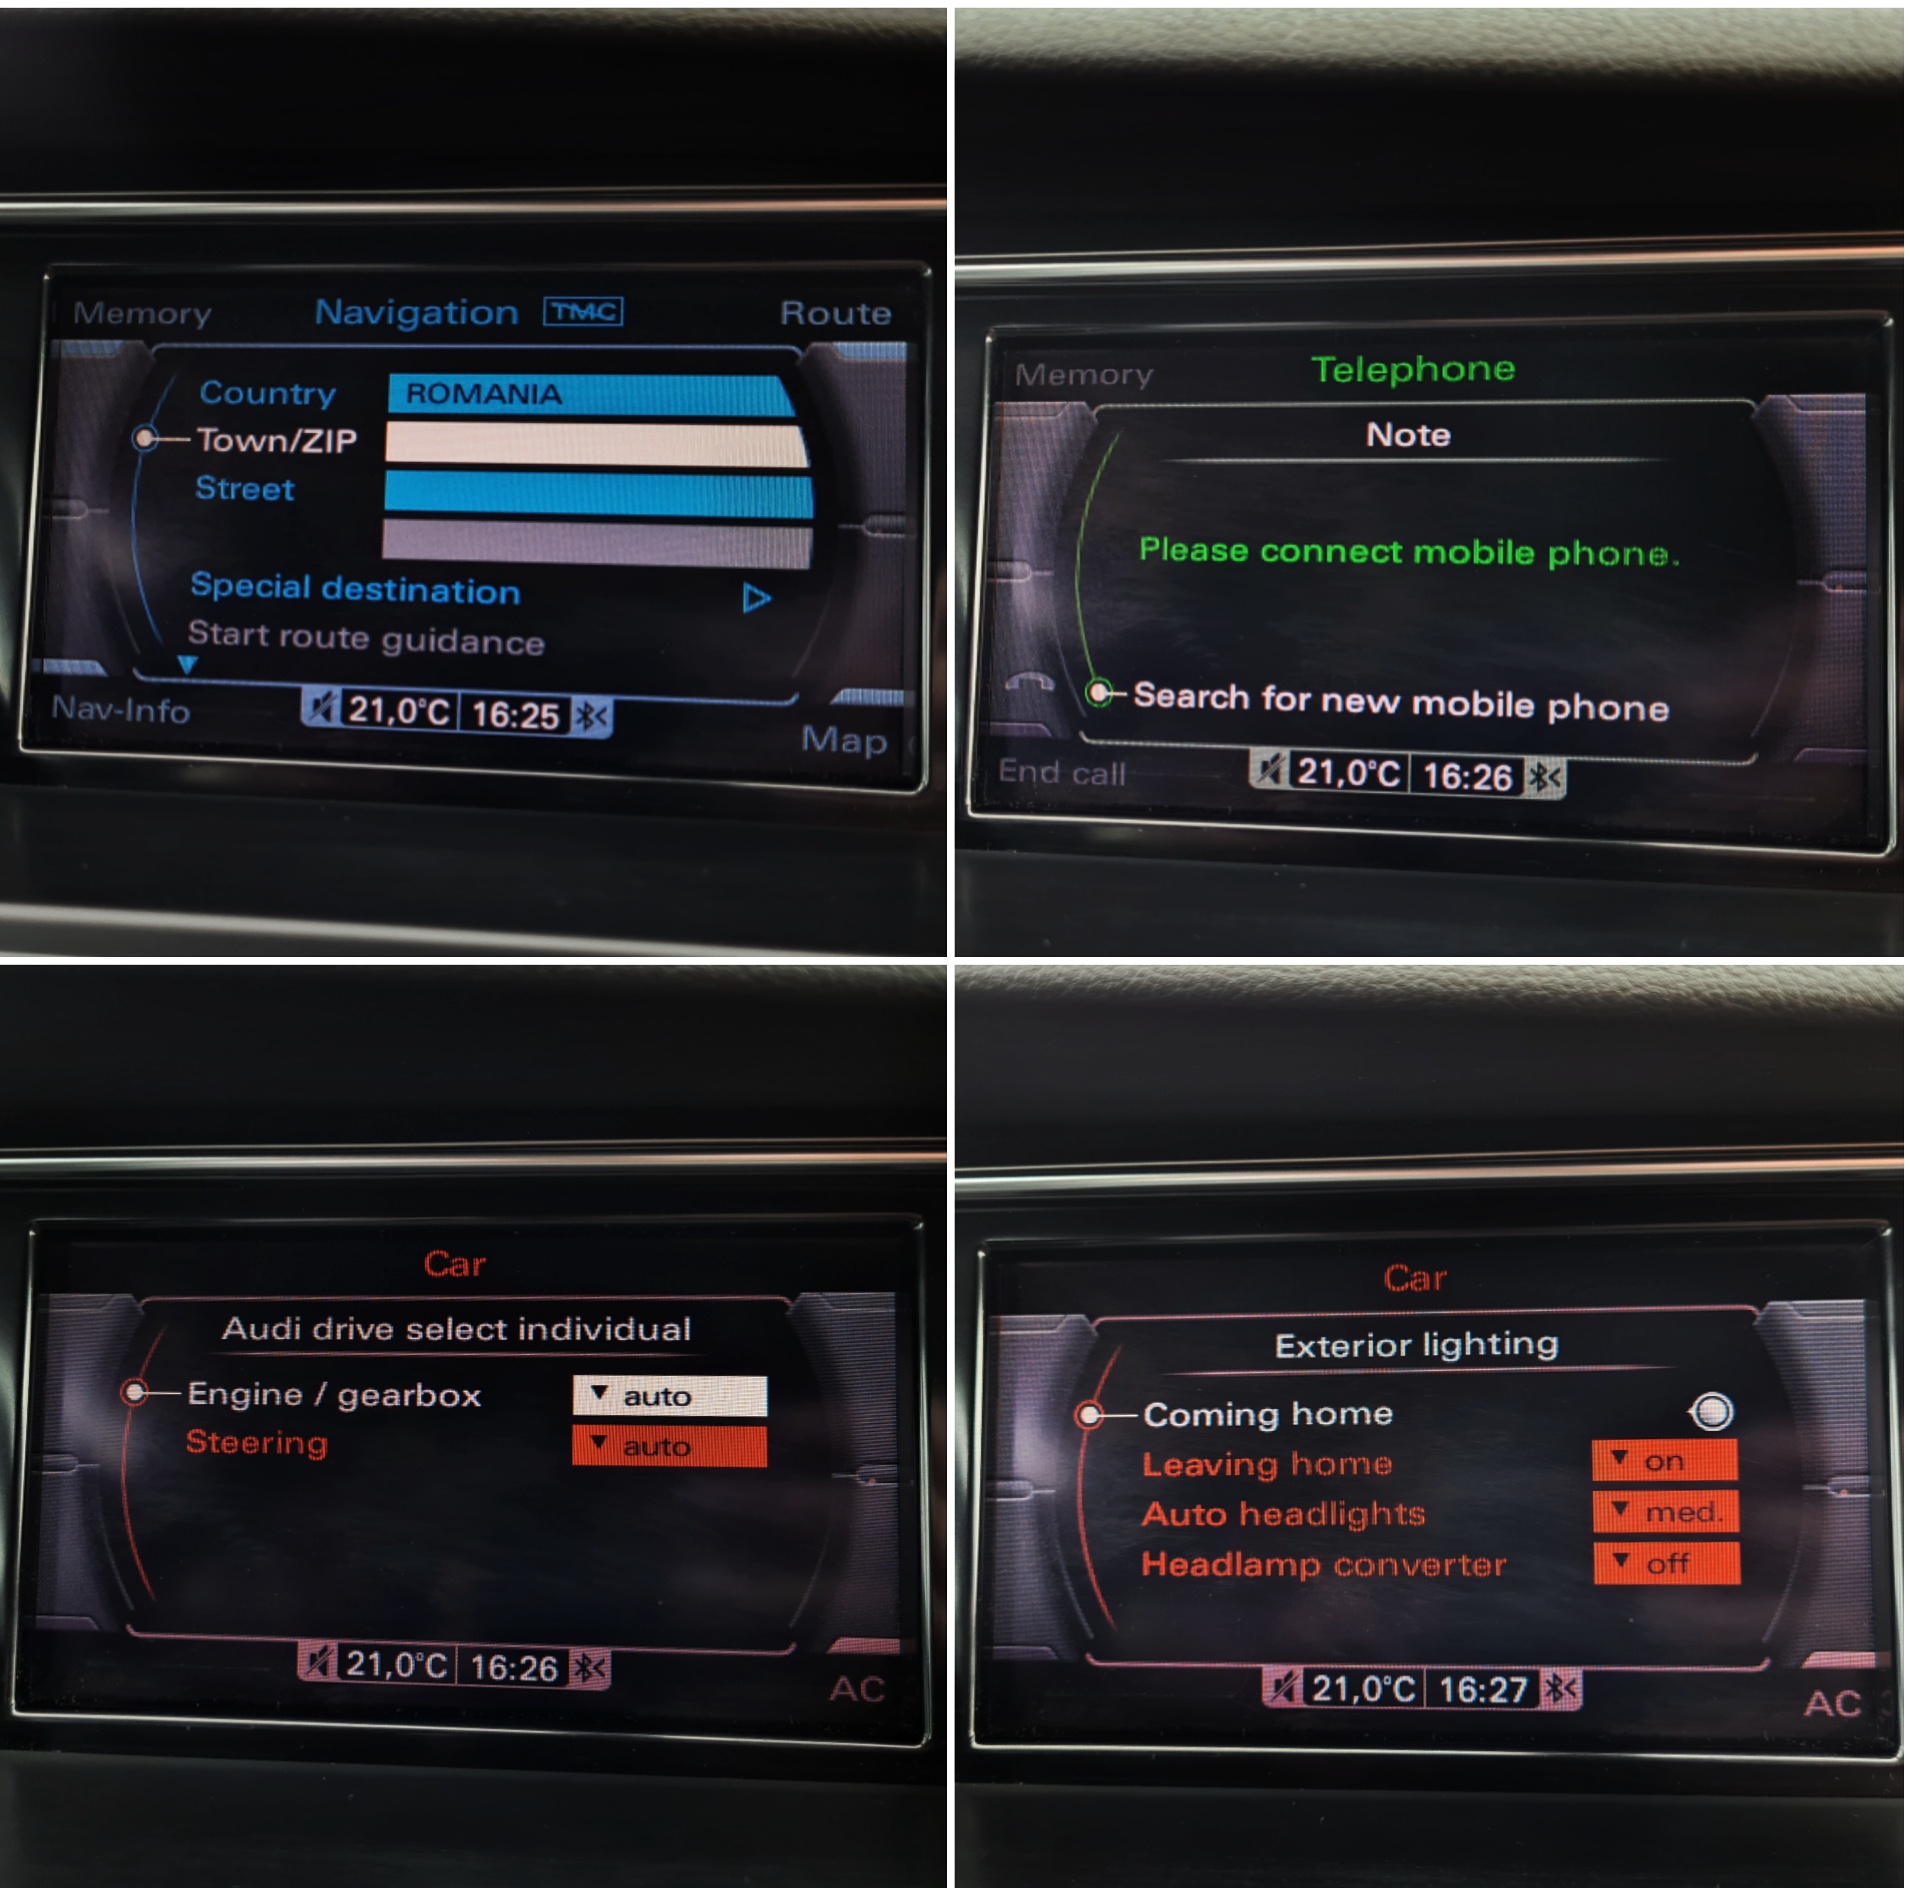 Memory Navigation TMC Route
Country ROMANIA
Town/ZIP
Street
Special destination
Start route guidance
Nav-Info 21,0°C 16:25 Map
Memory Telephone
Note
Please connect mobile phone.
Search for new mobile phone
End call 21,0°C 16:26
Car
Audi drive select individual
Engine / gearbox auto
Steering auto
21,0°C 16:26 AC
Car
Exterior lighting
Coming home
Leaving home on
Auto headlights med.
Headlamp converter off
21,0°C 16:27 AC